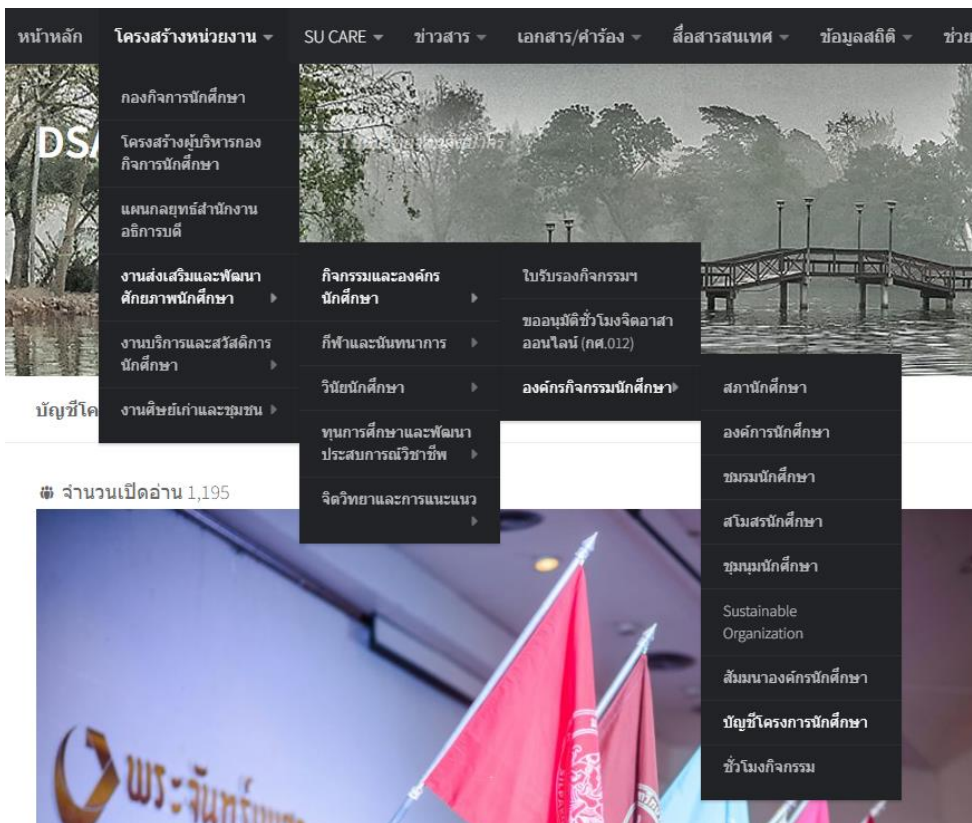 หน้าหลัก
โครงสร้างหน่วยงาน
SU CARE
ข่าวสาร
เอกสาร/คำร้อง
สื่อสารสนเทศ
ข้อมูลสถิติ
ช่วย
DSA
กองกิจการนักศึกษา
โครงสร้างผู้บริหารกอง
กิจการนักศึกษา
แผนกลยุทธ์สำนักงาน
อธิการบดี
งานส่งเสริมและพัฒนา
ศักยภาพนักศึกษา
งานบริการและสวัสดิการ
นักศึกษา
งานศิษย์เก่าและชุมชน
กิจกรรมและองค์กร
นักศึกษา
กีฬาและนันทนาการ
วินัยนักศึกษา
ทุนการศึกษาและพัฒนา
ประสบการณ์วิชาชีพ
จิตวิทยาและการแนะแนว
ใบรับรองกิจกรรมฯ
ขออนุมัติชั่วโมงจิตอาสา
ออนไลน์ (กศ.012)
องค์กรกิจกรรมนักศึกษา
สภานักศึกษา
องค์การนักศึกษา
ชมรมนักศึกษา
สโมสรนักศึกษา
ชุมนุมนักศึกษา
Sustainable
Organization
สัมมนาองค์กรนักศึกษา
บัญชีโครงการนักศึกษา
ชั่วโมงกิจกรรม
บัญชีโค
จำนวนเปิดอ่าน 1,195